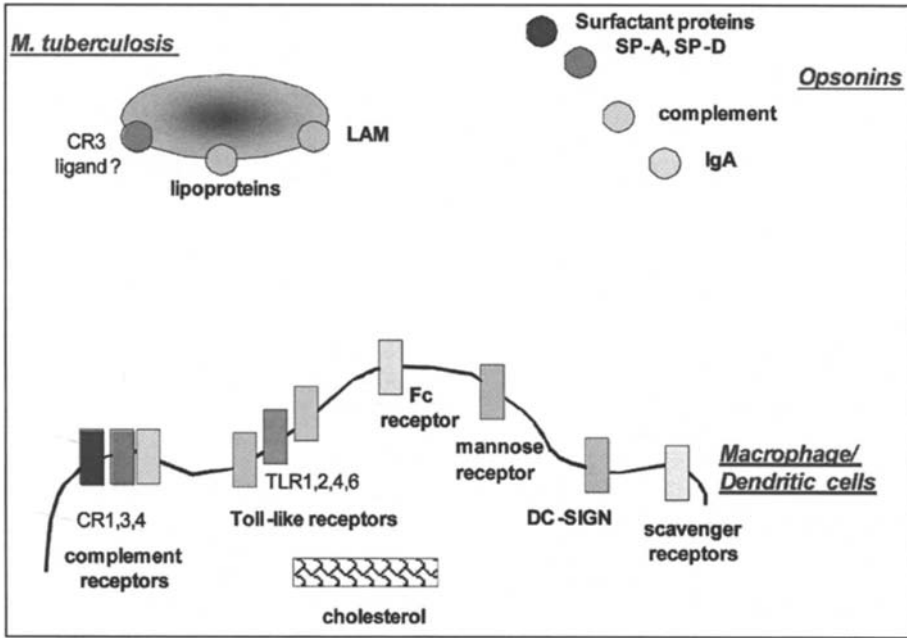 M. tuberculosis
Surfactant proteins
SP-A, SP-D
Opsonins
complement
IgA
CR3
ligand ?
LAM
lipoproteins
Fc
receptor
mannose
receptor
Macrophage/
Dendritic cells
TLR1,2,4,6
Toll-like receptors
CR1,3,4
complement
receptors
DC-SIGN
scavenger
receptors
cholesterol